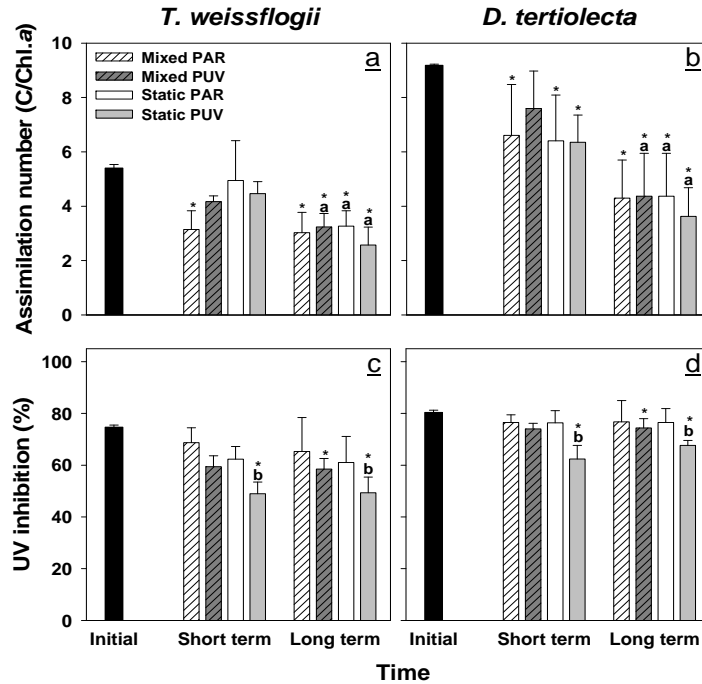 T. weissflogii
D. tertiolecta
Assimilation number (C/Chl.a)
10
8
6
4
2
0
Mixed PAR
Mixed PUV
Static PAR
Static PUV
a
*
*
*
a
*
a
*
a
b
*
*
*
*
*
a
*
a
*
a
UV inhibition (%)
100
80
60
40
20
0
c
*
b
*
*
b
d
*
b
*
*
b
Initial
Short term
Long term
Initial
Short term
Long term
Time